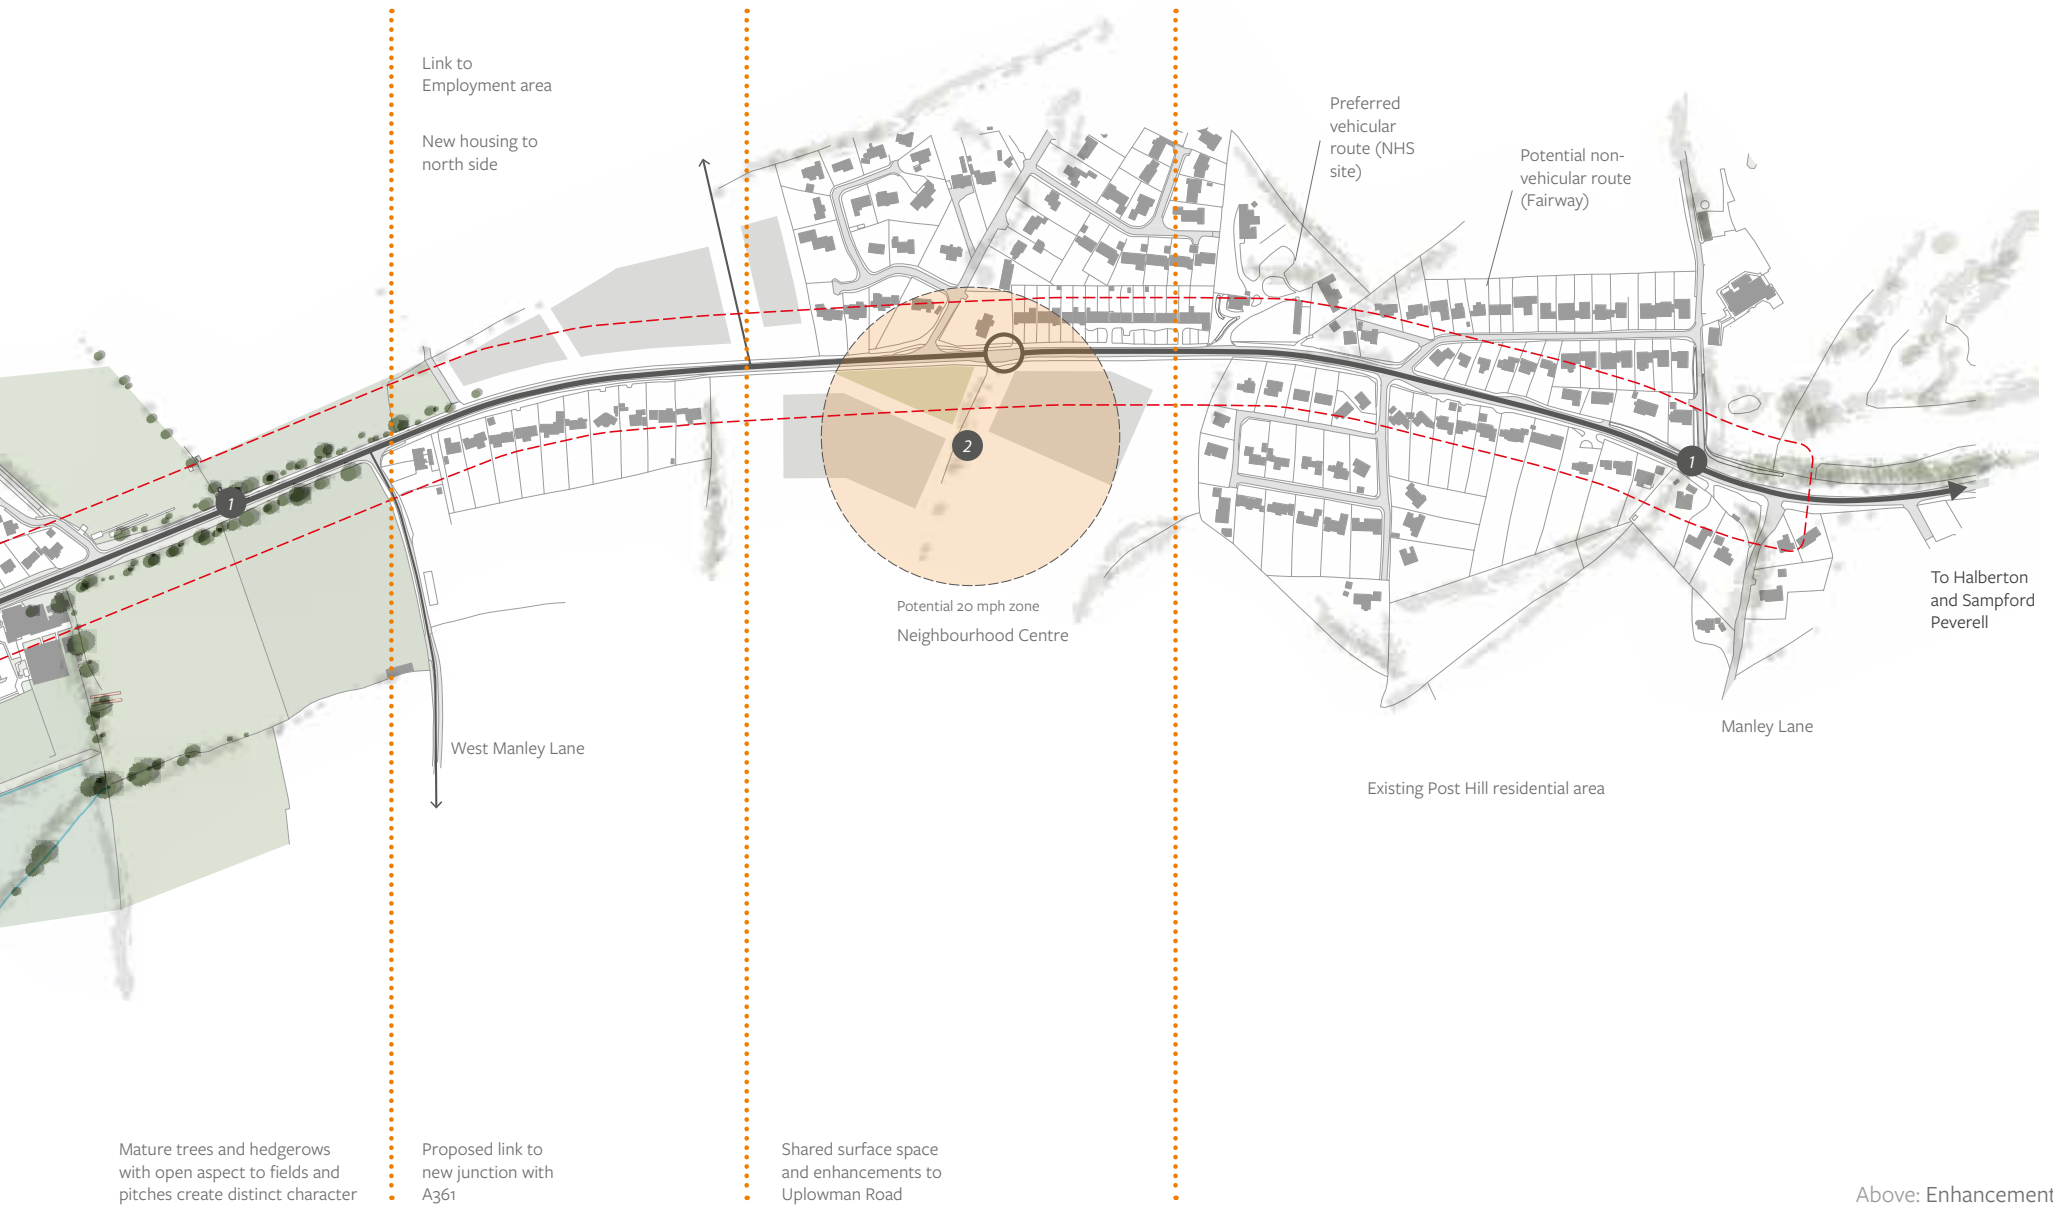 Link to
Employment area
New housing to
north side
Preferred
vehicular
route (NHS
site)
Potential non-
vehicular route
(Fairway)
1
2
1
Potential 20 mph zone
Neighbourhood Centre
To Halberton
and Sampford
Peverell
West Manley Lane
Manley Lane
Existing Post Hill residential area
Mature trees and hedgerows
with open aspect to fields and
pitches create distinct character
Proposed link to
new junction with
A361
Shared surface space
and enhancements to
Uplowman Road
Above: Enhancement